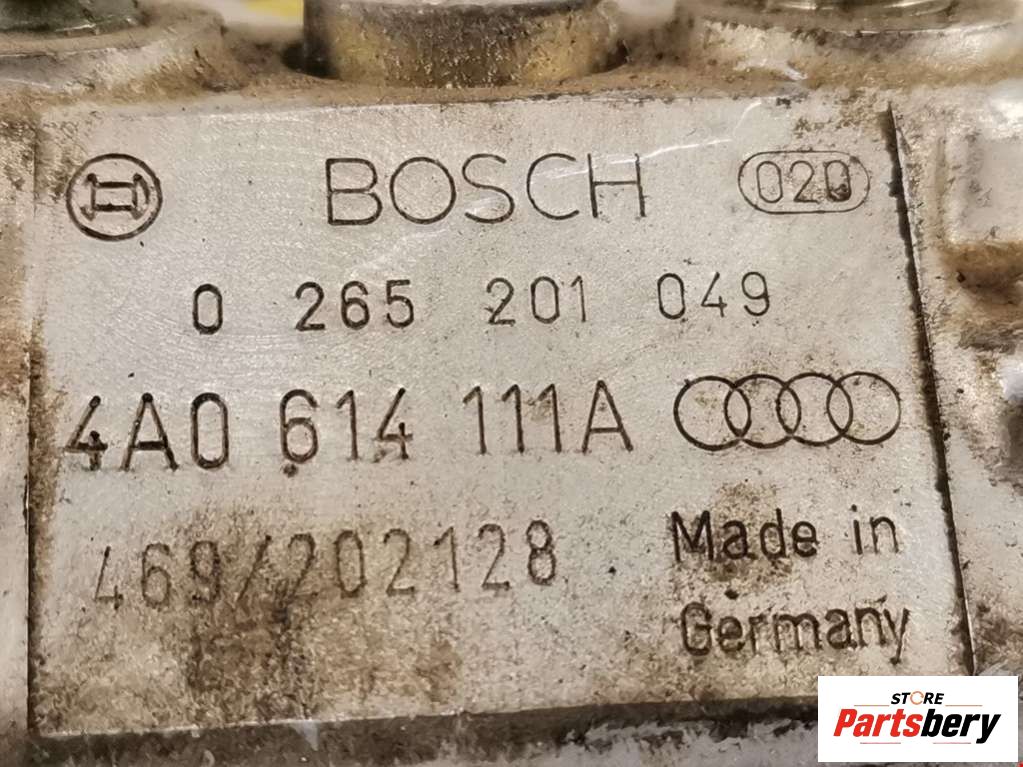 BOSCH 020
0 265 201 049
4A0 614 111A
469/202128
Made in
Germany
STORE
Partsbery